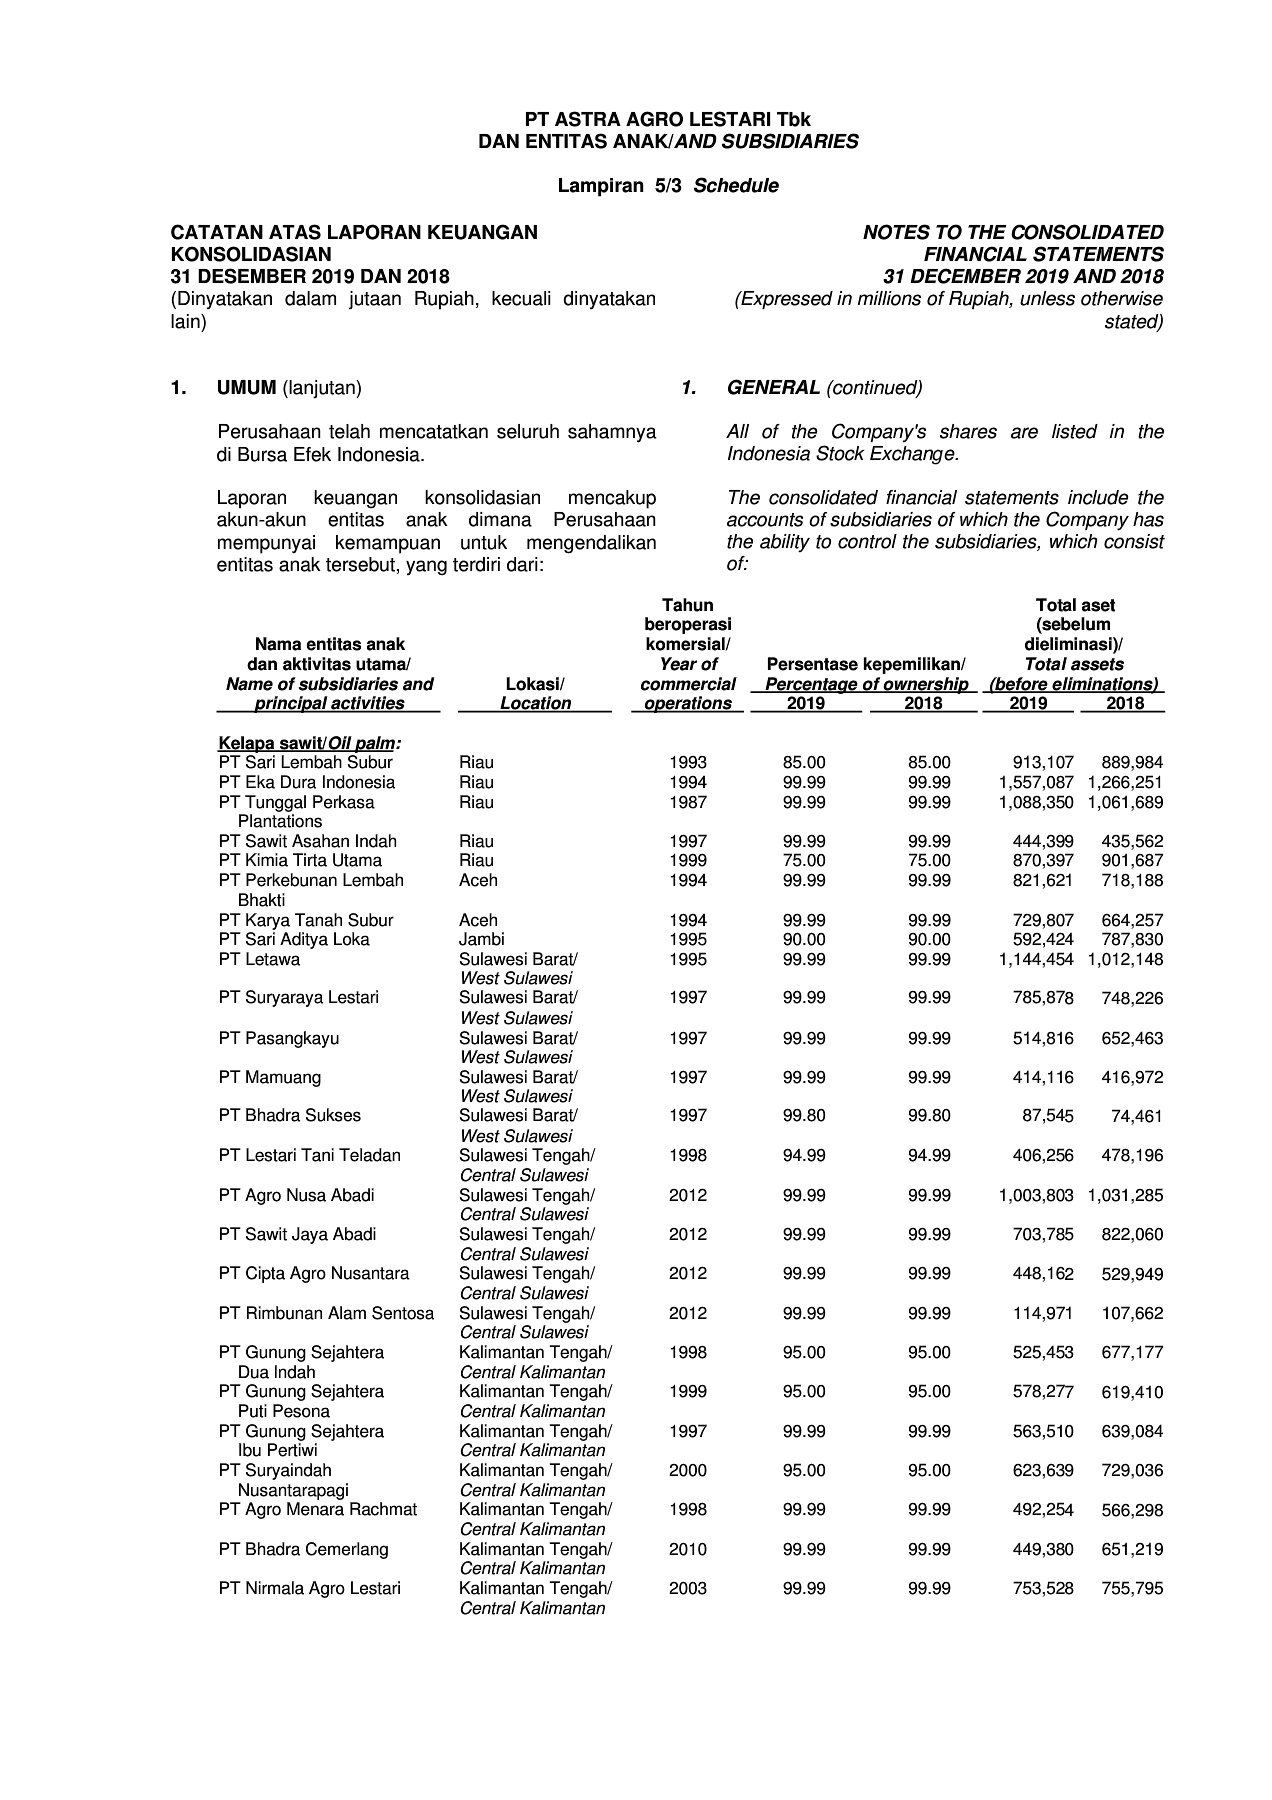 PT ASTRA AGRO LESTARI Tbk
DAN ENTITAS ANAK/AND SUBSIDIARIES
Lampiran 5/3 Schedule
CATATAN ATAS LAPORAN KEUANGAN
KONSOLIDASIAN
31 DESEMBER 2019 DAN 2018
(Dinyatakan dalam jutaan Rupiah, kecuali dinyatakan
lain)
NOTES TO THE CONSOLIDATED
FINANCIAL STATEMENTS
31 DECEMBER 2019 AND 2018
(Expressed in millions of Rupiah, unless otherwise
stated)
1. UMUM (lanjutan)
Perusahaan telah mencatatkan seluruh sahamnya
di Bursa Efek Indonesia.
Laporan keuangan konsolidasian mencakup
akun-akun entitas anak dimana Perusahaan
mempunyai kemampuan untuk mengendalikan
entitas anak tersebut, yang terdiri dari:
1. GENERAL (continued)
All of the Company's shares are listed in the
Indonesia Stock Exchange.
The consolidated financial statements include the
accounts of subsidiaries of which the Company has
the ability to control the subsidiaries, which consist
of:
Nama entitas anak
dan aktivitas utama/
Name of subsidiaries and
principal activities
Lokasi/
Location
Tahun
beroperasi
komersial/
Year of
commercial
operations
Persentase kepemilikan/
Percentage of ownership
2019 2018
Total aset
(sebelum
dieliminasi)/
Total assets
(before eliminations)
2019 2018
Kelapa sawit/Oil palm:
PT Sari Lembah Subur Riau 1993 85.00 85.00 913,107 889,984
PT Eka Dura Indonesia Riau 1994 99.99 99.99 1,557,087 1,266,251
PT Tunggal Perkasa Riau 1987 99.99 99.99 1,088,350 1,061,689
Plantations
PT Sawit Asahan Indah Riau 1997 99.99 99.99 444,399 435,562
PT Kimia Tirta Utama Riau 1999 75.00 75.00 870,397 901,687
PT Perkebunan Lembah Aceh 1994 99.99 99.99 821,621 718,188
Bhakti
PT Karya Tanah Subur Aceh 1994 99.99 99.99 729,807 664,257
PT Sari Aditya Loka Jambi 1995 90.00 90.00 592,424 787,830
PT Letawa Sulawesi Barat/ 1995 99.99 99.99 1,144,454 1,012,148
West Sulawesi
PT Suryaraya Lestari Sulawesi Barat/ 1997 99.99 99.99 785,878 748,226
West Sulawesi
PT Pasangkayu Sulawesi Barat/ 1997 99.99 99.99 514,816 652,463
West Sulawesi
PT Mamuang Sulawesi Barat/ 1997 99.99 99.99 414,116 416,972
West Sulawesi
PT Bhadra Sukses Sulawesi Barat/ 1997 99.80 99.80 87,545 74,461
West Sulawesi
PT Lestari Tani Teladan Sulawesi Tengah/ 1998 94.99 94.99 406,256 478,196
Central Sulawesi
PT Agro Nusa Abadi Sulawesi Tengah/ 2012 99.99 99.99 1,003,803 1,031,285
Central Sulawesi
PT Sawit Jaya Abadi Sulawesi Tengah/ 2012 99.99 99.99 703,785 822,060
Central Sulawesi
PT Cipta Agro Nusantara Sulawesi Tengah/ 2012 99.99 99.99 448,162 529,949
Central Sulawesi
PT Rimbunan Alam Sentosa Sulawesi Tengah/ 2012 99.99 99.99 114,971 107,662
Central Sulawesi
PT Gunung Sejahtera Kalimantan Tengah/ 1998 95.00 95.00 525,453 677,177
Dua Indah Central Kalimantan
PT Gunung Sejahtera Kalimantan Tengah/ 1999 95.00 95.00 578,277 619,410
Puti Pesona Central Kalimantan
PT Gunung Sejahtera Kalimantan Tengah/ 1997 99.99 99.99 563,510 639,084
Ibu Pertiwi Central Kalimantan
PT Suryaindah Kalimantan Tengah/ 2000 95.00 95.00 623,639 729,036
Nusantarapagi Central Kalimantan
PT Agro Menara Rachmat Kalimantan Tengah/ 1998 99.99 99.99 492,254 566,298
Central Kalimantan
PT Bhadra Cemerlang Kalimantan Tengah/ 2010 99.99 99.99 449,380 651,219
Central Kalimantan
PT Nirmala Agro Lestari Kalimantan Tengah/ 2003 99.99 99.99 753,528 755,795
Central Kalimantan